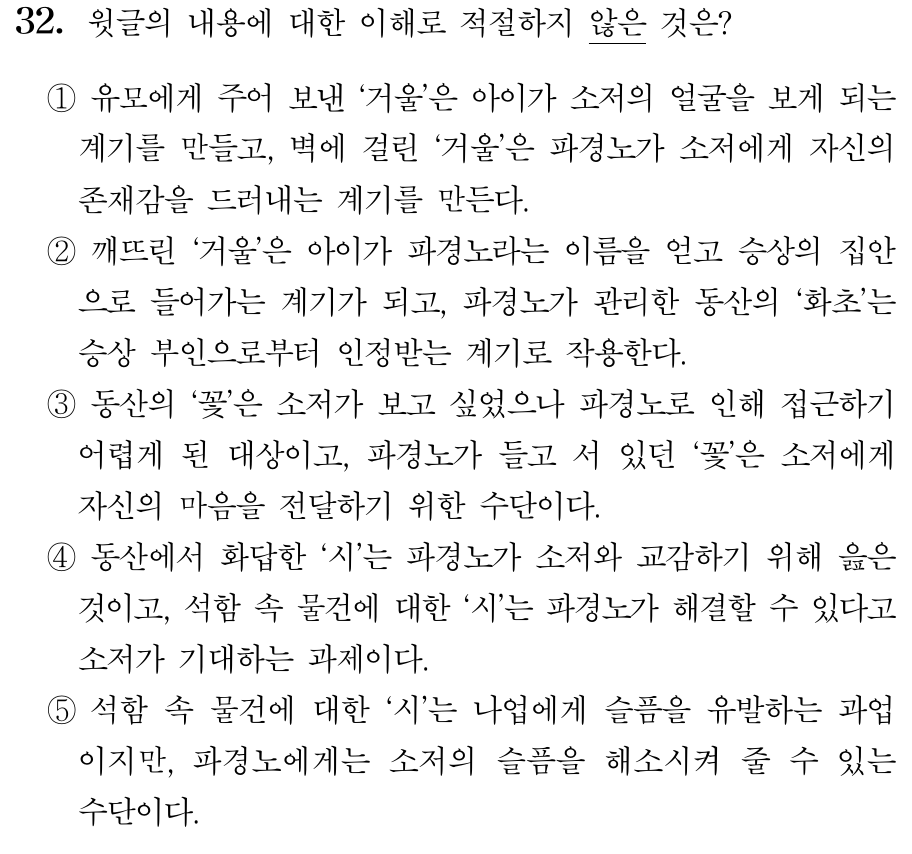 32. 윗글의 내용에 대한 이해로 적절하지 않은 것은?
① 유모에게 주어 보낸 ‘거울’은 아이가 소저의 얼굴을 보게 되는
계기를 만들고, 벽에 걸린 ‘거울’은 파경노가 소저에게 자신의
존재감을 드러내는 계기를 만든다.
② 깨뜨린 ‘거울’은 아이가 파경노라는 이름을 얻고 승상의 집안
으로 들어가는 계기가 되고, 파경노가 관리한 동산의 ‘화초’는
승상 부인으로부터 인정받는 계기로 작용한다.
③ 동산의 ‘꽃’은 소저가 보고 싶었으나 파경노로 인해 접근하기
어렵게 된 대상이고, 파경노가 들고 서 있던 ‘꽃’은 소저에게
자신의 마음을 전달하기 위한 수단이다.
④ 동산에서 화답한 ‘시’는 파경노가 소저와 교감하기 위해 읊은
것이고, 석함 속 물건에 대한 ‘시’는 파경노가 해결할 수 있다고
소저가 기대하는 과제이다.
⑤ 석함 속 물건에 대한 ‘시’는 나업에게 슬픔을 유발하는 과업
이지만, 파경노에게는 소저의 슬픔을 해소시켜 줄 수 있는
수단이다.